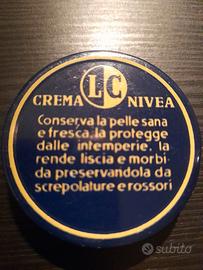 LC
CREMA NIVEA
Conserva la pelle sana
e fresca, la protegge
dalle intemperie, la
rende liscia e morbi-
da preservandola da
screpolature e rossori
subito